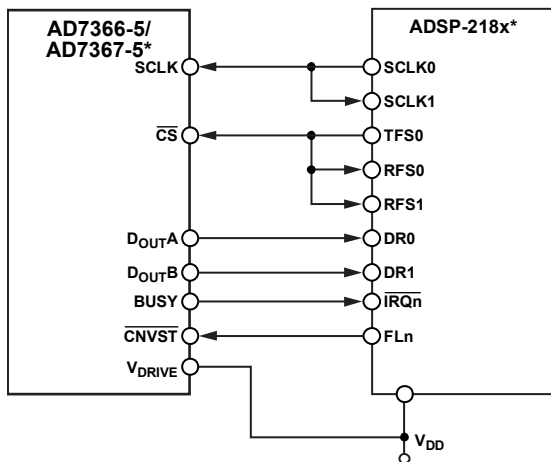 AD7366-5/
AD7367-5*
ADSP-218x*
SCLK
SCLK0
SCLK1
CS
TFS0
RFS0
RFS1
DOUTA
DR0
DOUTB
DR1
BUSY
IRQn
CNVST
FLn
VDRIVE
VDD